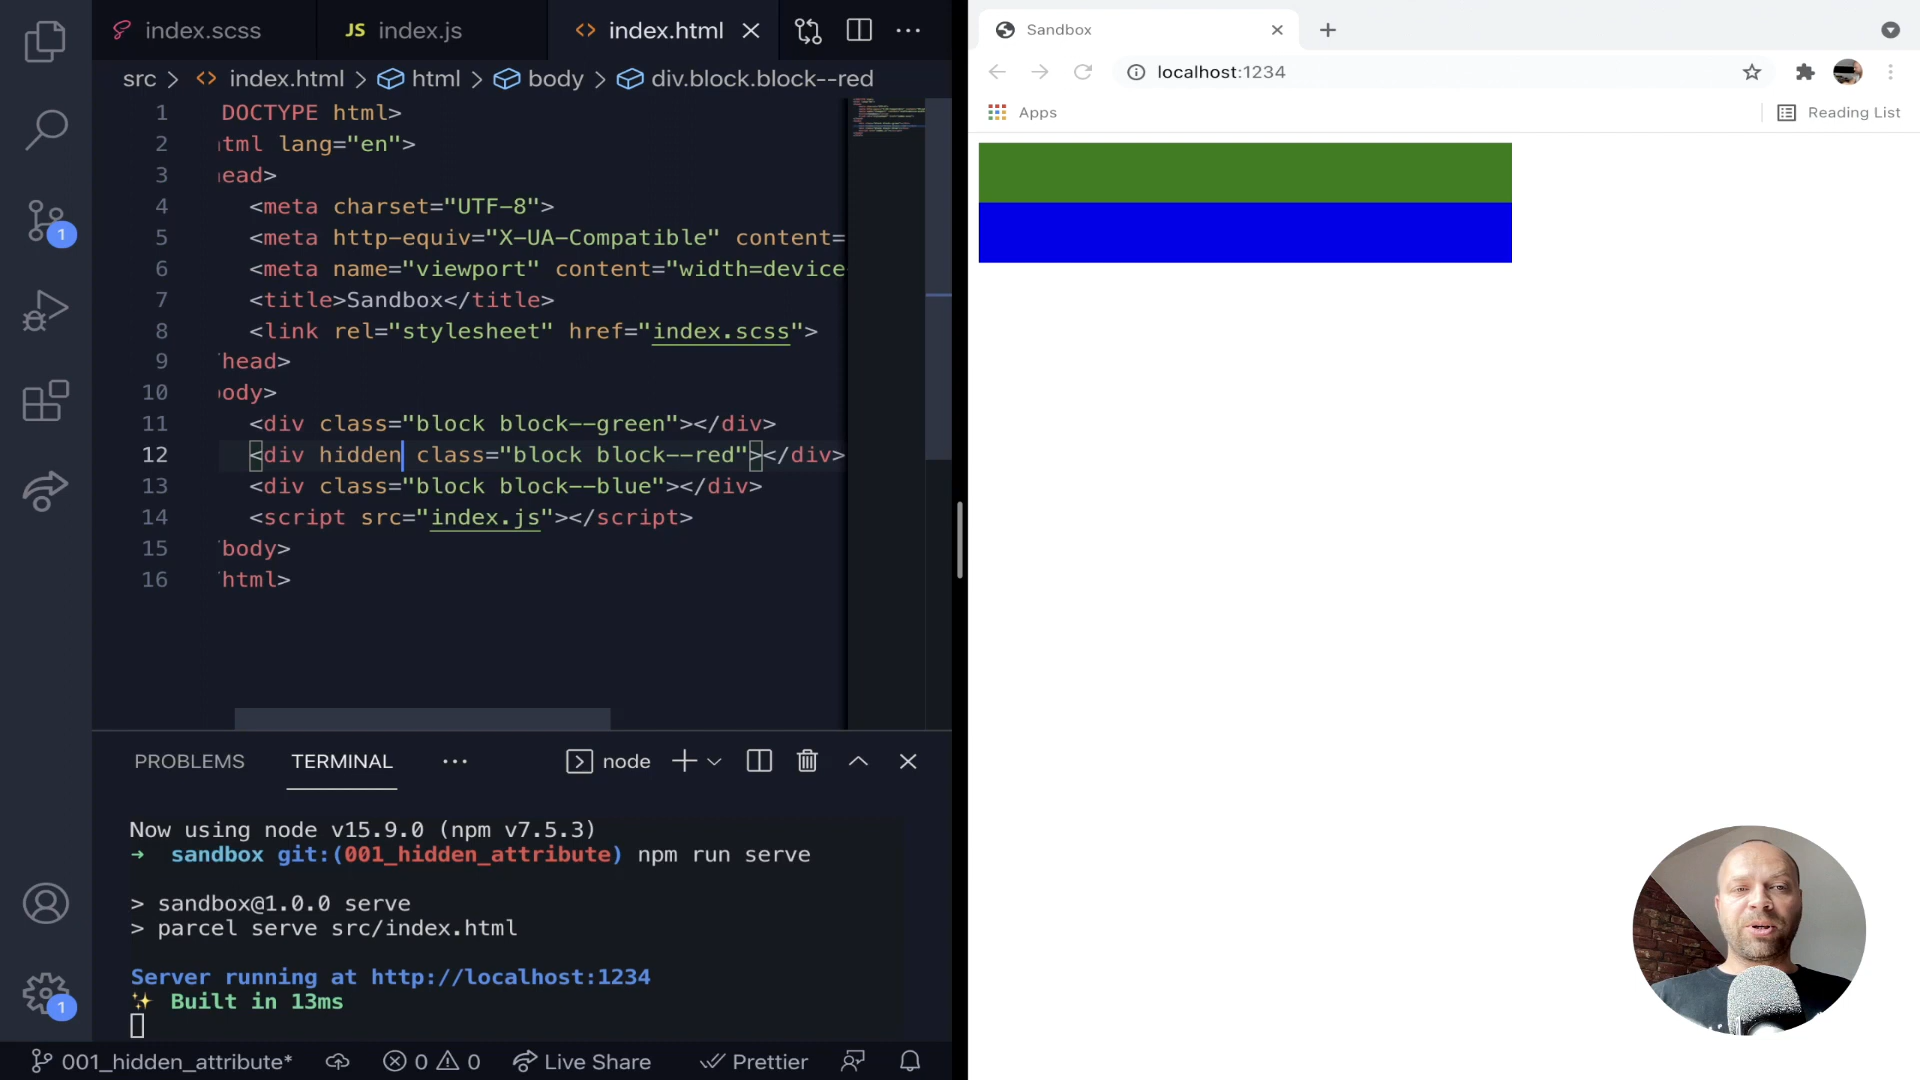 index.scss
JS index.js
index.html
src > index.html > html > body > div.block.block--red
1 DOCTYPE html>
2 tml lang="en">
3 ead>
4 <meta charset="UTF-8">
5 <meta http-equiv="X-UA-Compatible" content=
6 <meta name="viewport" content="width=device-
7 <title>Sandbox</title>
8 <link rel="stylesheet" href="index.scss">
9 /head>
10 ody>
11 <div class="block block--green"></div>
12 <div hidden class="block block--red"></div>
13 <div class="block block--blue"></div>
14 <script src="index.js"></script>
15 /body>
16 /html>
PROBLEMS TERMINAL ... node
Now using node v15.9.0 (npm v7.5.3)
➜ sandbox git:(001_hidden_attribute) npm run serve
> sandbox@1.0.0 serve
> parcel serve src/index.html
Server running at http://localhost:1234
✨ Built in 13ms
1
1
001_hidden_attribute* 0 0 Live Share Prettier
Sandbox
localhost:1234
Apps
Reading List